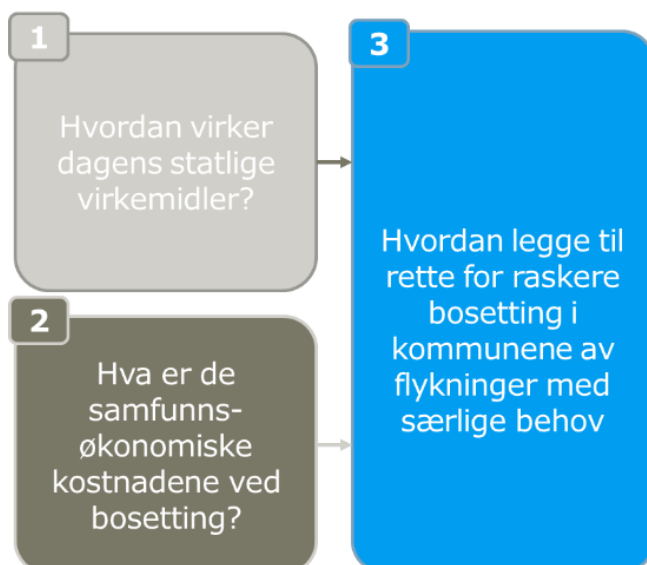 1
Hvordan virker
dagens statlige
virkemidler?
2
Hva er de
samfunns-
økonomiske
kostnadene ved
bosetting?
3
Hvordan legge til
rette for raskere
bosetting i
kommunene av
flykninger med
særlige behov